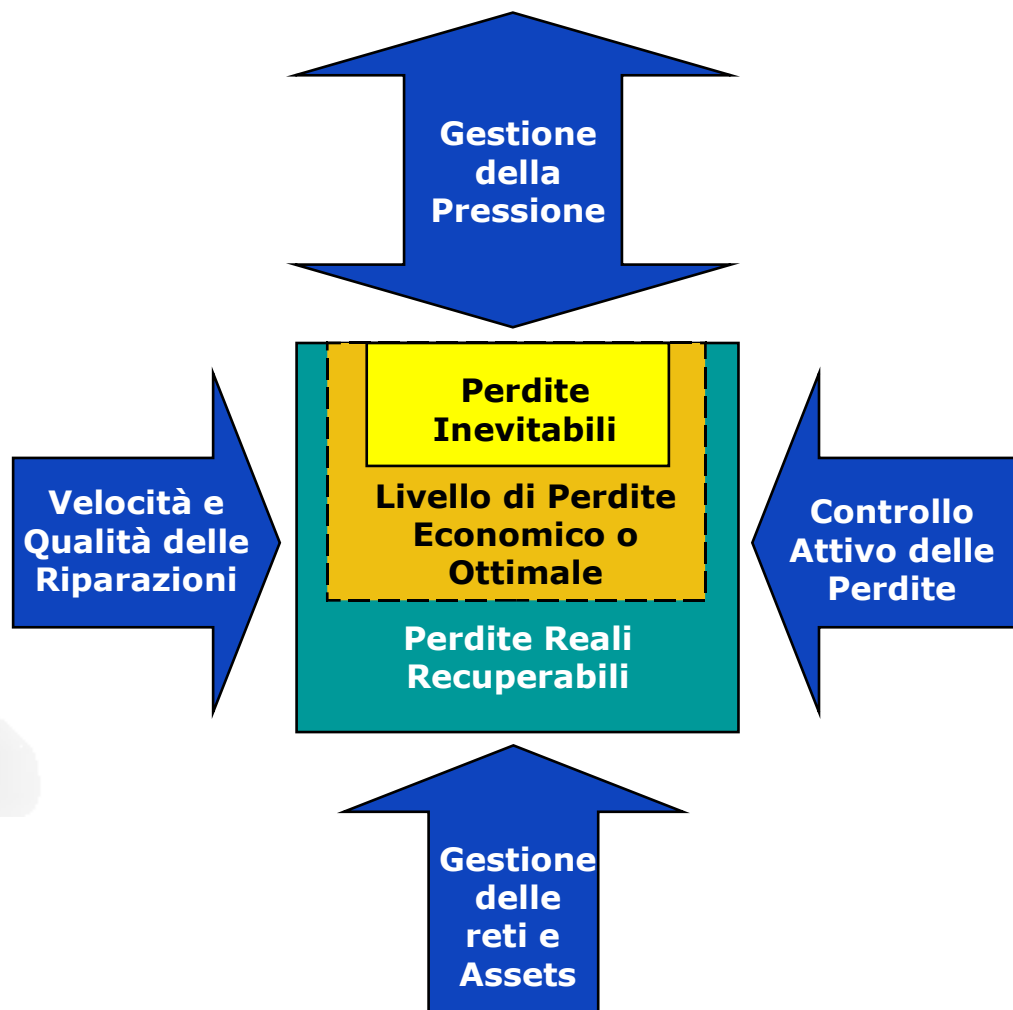 Gestione
della
Pressione
Perdite
Inevitabili
Livello di Perdite
Economico o
Ottimale
Perdite Reali
Recuperabili
Velocità e
Qualità delle
Riparazioni
Controllo
Attivo delle
Perdite
Gestione
delle
reti e
Assets